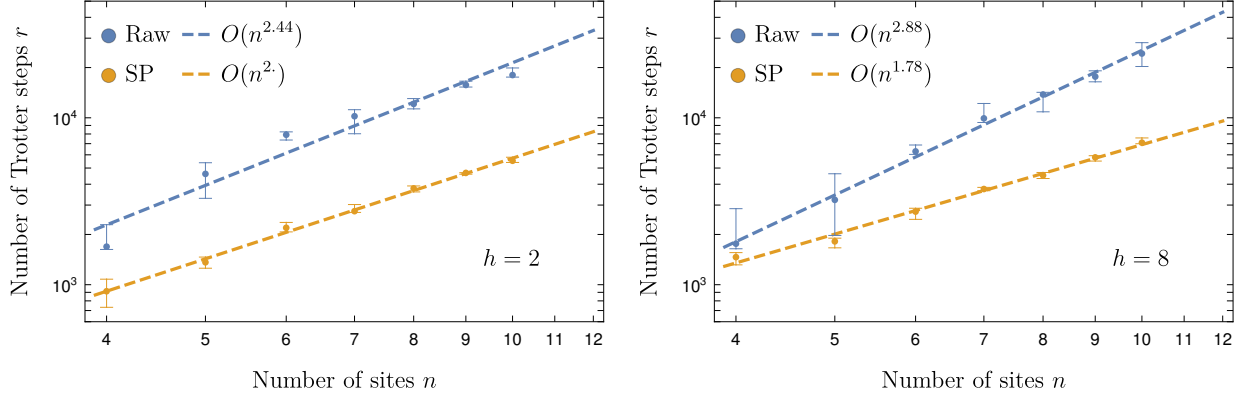 Number of Trotter steps r
10^4
10^3
Raw O(n^{2.44})
SP O(n^{2.})
h = 2
4 5 6 7 8 9 10 11 12
Number of sites n
Number of Trotter steps r
10^4
10^3
Raw O(n^{2.88})
SP O(n^{1.78})
h = 8
4 5 6 7 8 9 10 11 12
Number of sites n